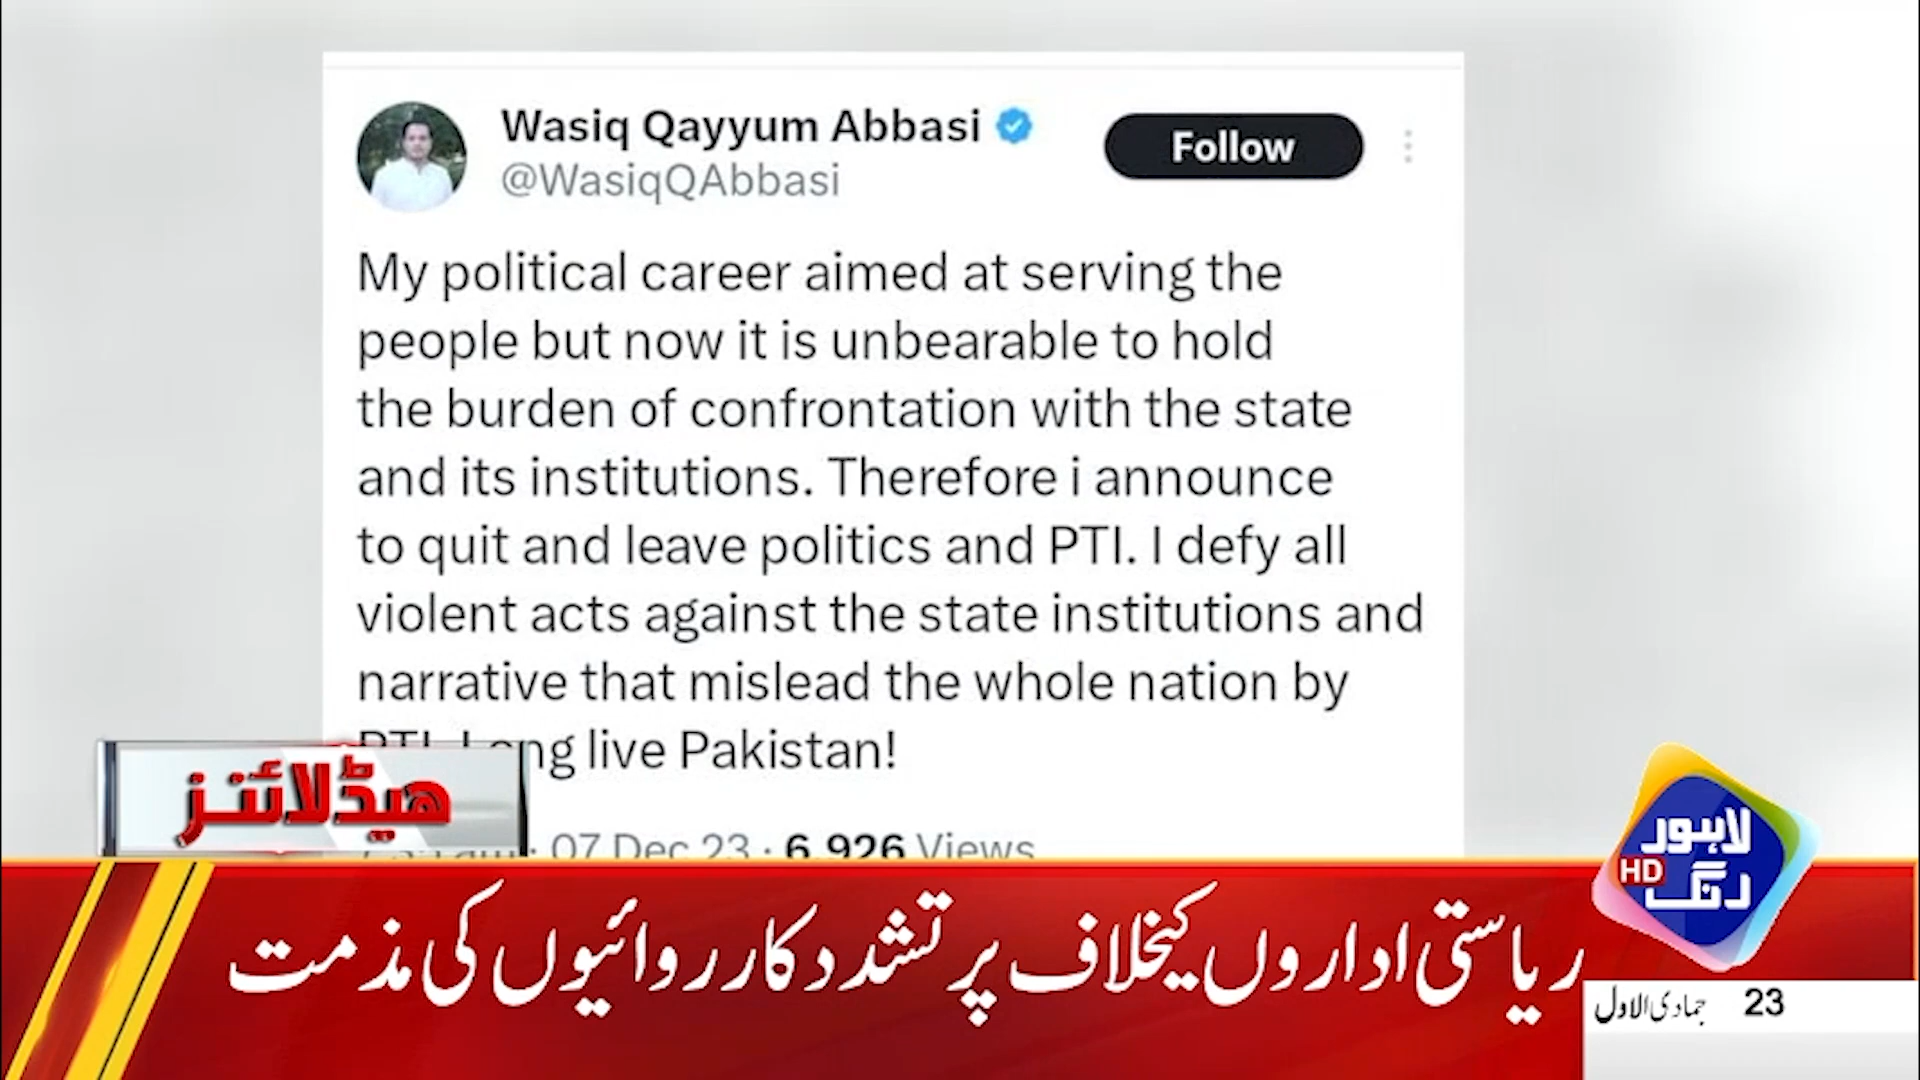 Wasiq Qayyum Abbasi
Follow
@WasiqQAbbasi
My political career aimed at serving the
people but now it is unbearable to hold
the burden of confrontation with the state
and its institutions. Therefore i announce
to quit and leave politics and PTI. I defy all
violent acts against the state institutions and
narrative that mislead the whole nation by
PTI. Long live Pakistan!
ھیڈلائنز
· 07 Dec 23 · 6,926 Views
لاہور
رنگ
HD
ریاستی اداروں کیخلاف پر تشدد کارروائیوں کی مذمت
23 جمادی الاول